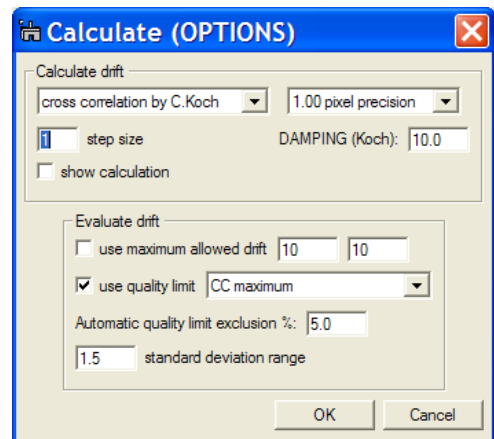 Calculate (OPTIONS)
Calculate drift
cross correlation by C.Koch 1.00 pixel precision
1 step size DAMPING (Koch): 10.0
show calculation
Evaluate drift
use maximum allowed drift 10 10
use quality limit CC maximum
Automatic quality limit exclusion %: 5.0
1.5 standard deviation range
OK Cancel